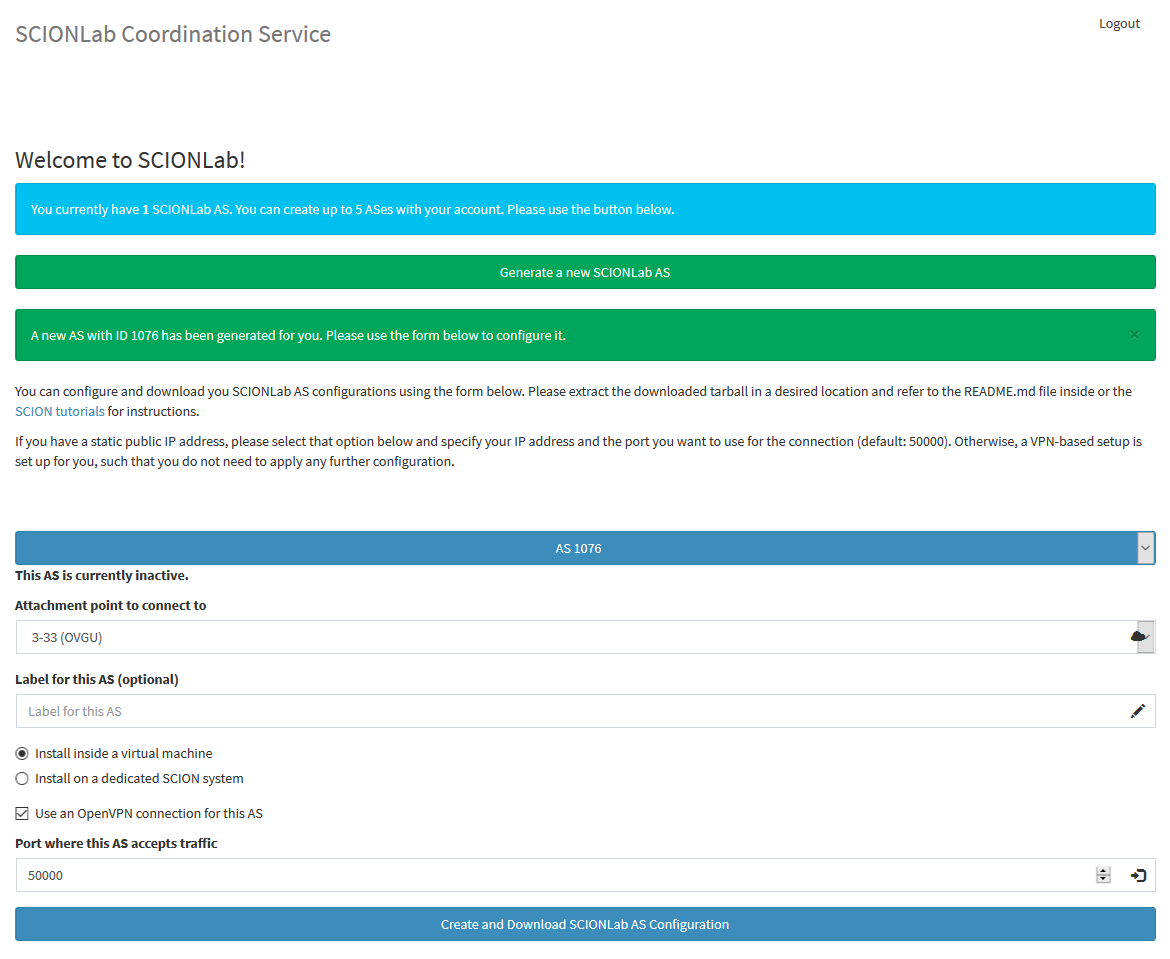 SCIONLab Coordination Service
Logout
Welcome to SCIONLab!
You currently have 1 SCIONLab AS. You can create up to 5 ASes with your account. Please use the button below.
Generate a new SCIONLab AS
A new AS with ID 1076 has been generated for you. Please use the form below to configure it.
×
You can configure and download you SCIONLab AS configurations using the form below. Please extract the downloaded tarball in a desired location and refer to the README.md file inside or the
SCION tutorials for instructions.
If you have a static public IP address, please select that option below and specify your IP address and the port you want to use for the connection (default: 50000). Otherwise, a VPN-based setup is
set up for you, such that you do not need to apply any further configuration.
AS 1076
This AS is currently inactive.
Attachment point to connect to
3-33 (OVGU)
Label for this AS (optional)
Label for this AS
Install inside a virtual machine
Install on a dedicated SCION system
Use an OpenVPN connection for this AS
Port where this AS accepts traffic
50000
Create and Download SCIONLab AS Configuration